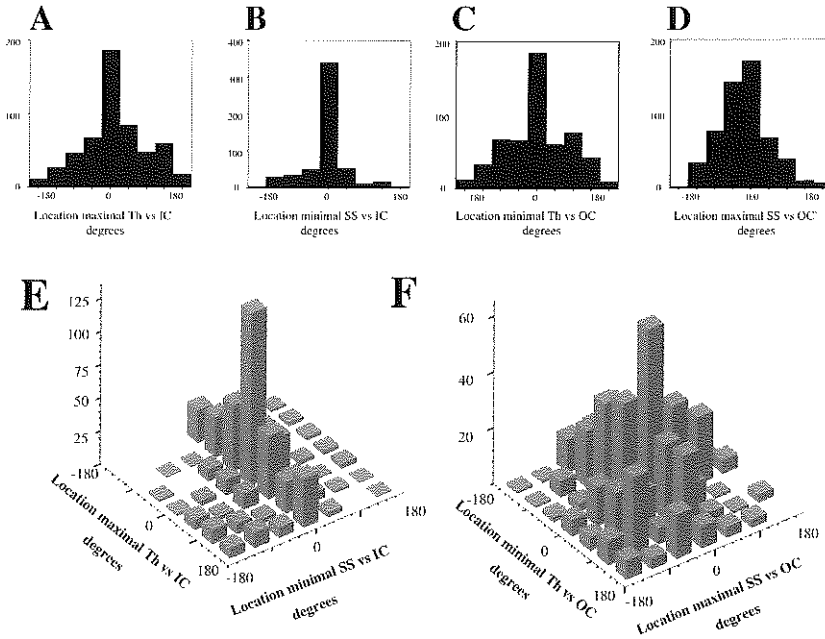 A B C D
200 400 200 200
300
100 200 100 100
100
0 0 0 0
-180 0 180 -180 0 180 -180 0 180 -180 180
Location maximal Th vs IC Location minimal SS vs IC Location minimal Th vs OC Location maximal SS vs OC
degrees degrees degrees degrees
E F
125 60
100
75 40
50
25 20
-180 0 180 -180 0 180
-180 0 180 -180 0 180
Location maximal Th vs IC Location minimal SS vs IC Location minimal Th vs OC Location maximal SS vs OC
degrees degrees degrees degrees